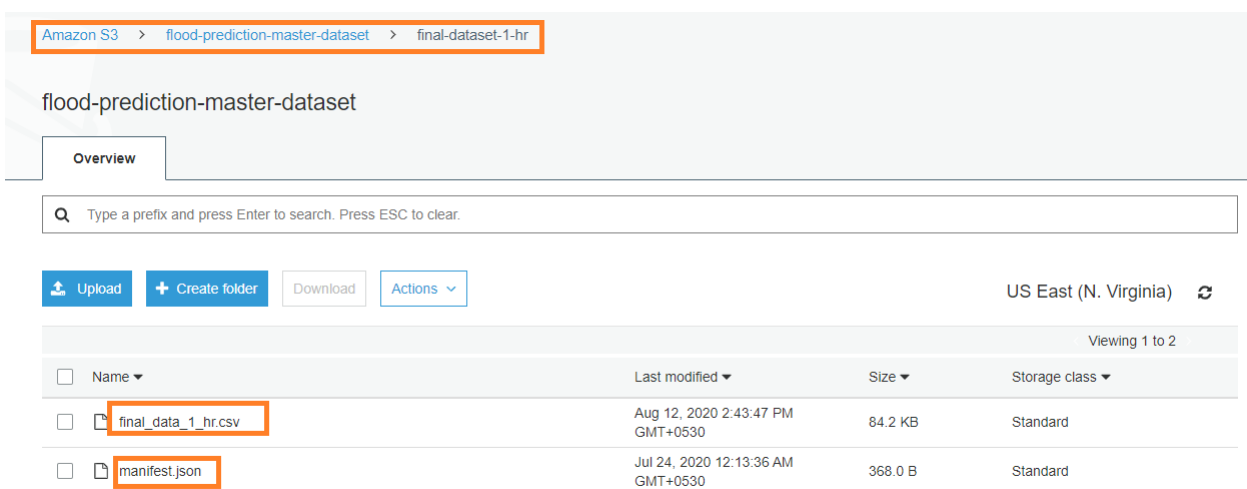 Amazon S3 > flood-prediction-master-dataset > final-dataset-1-hr
flood-prediction-master-dataset
Overview
Type a prefix and press Enter to search. Press ESC to clear.
Upload + Create folder Download Actions US East (N. Virginia)
Viewing 1 to 2
Name Last modified Size Storage class
final_data_1_hr.csv Aug 12, 2020 2:43:47 PM GMT+0530 84.2 KB Standard
manifest.json Jul 24, 2020 12:13:36 AM GMT+0530 368.0 B Standard